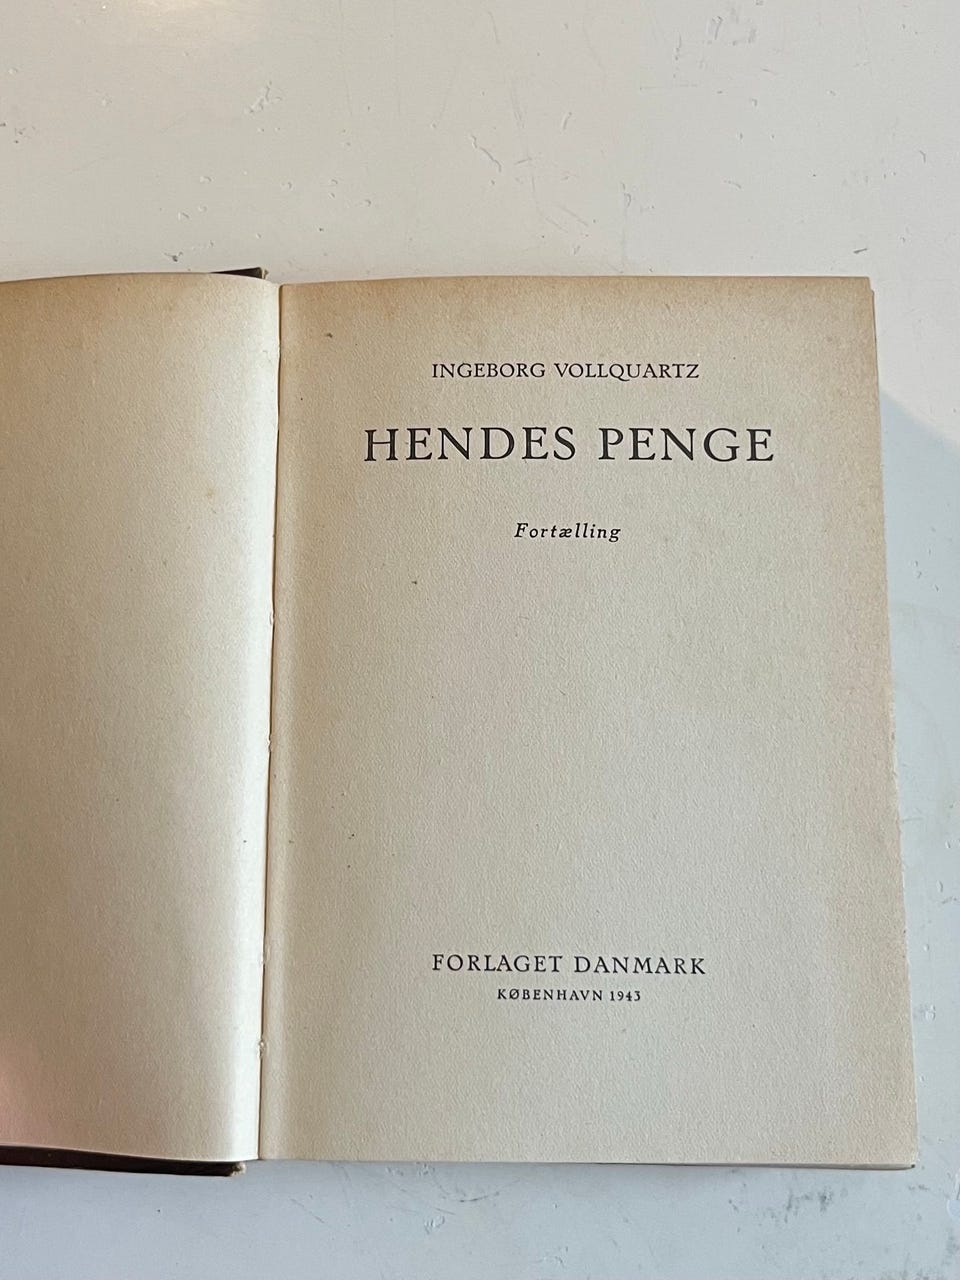 INGEBORG VOLLQUARTZ
HENDES PENGE
Fortælling
FORLAGET DANMARK
KØBENHAVN 1943